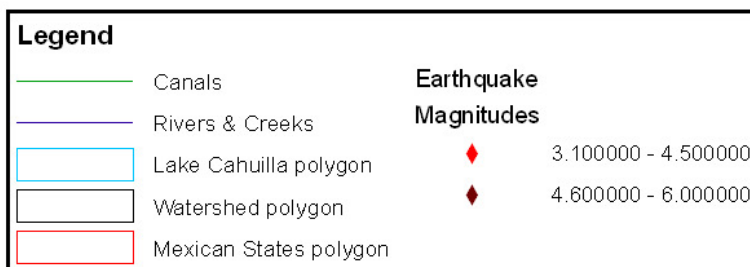 Legend
Canals
Rivers & Creeks
Lake Cahuilla polygon
Watershed polygon
Mexican States polygon
Earthquake
Magnitudes
3.100000 - 4.500000
4.600000 - 6.000000